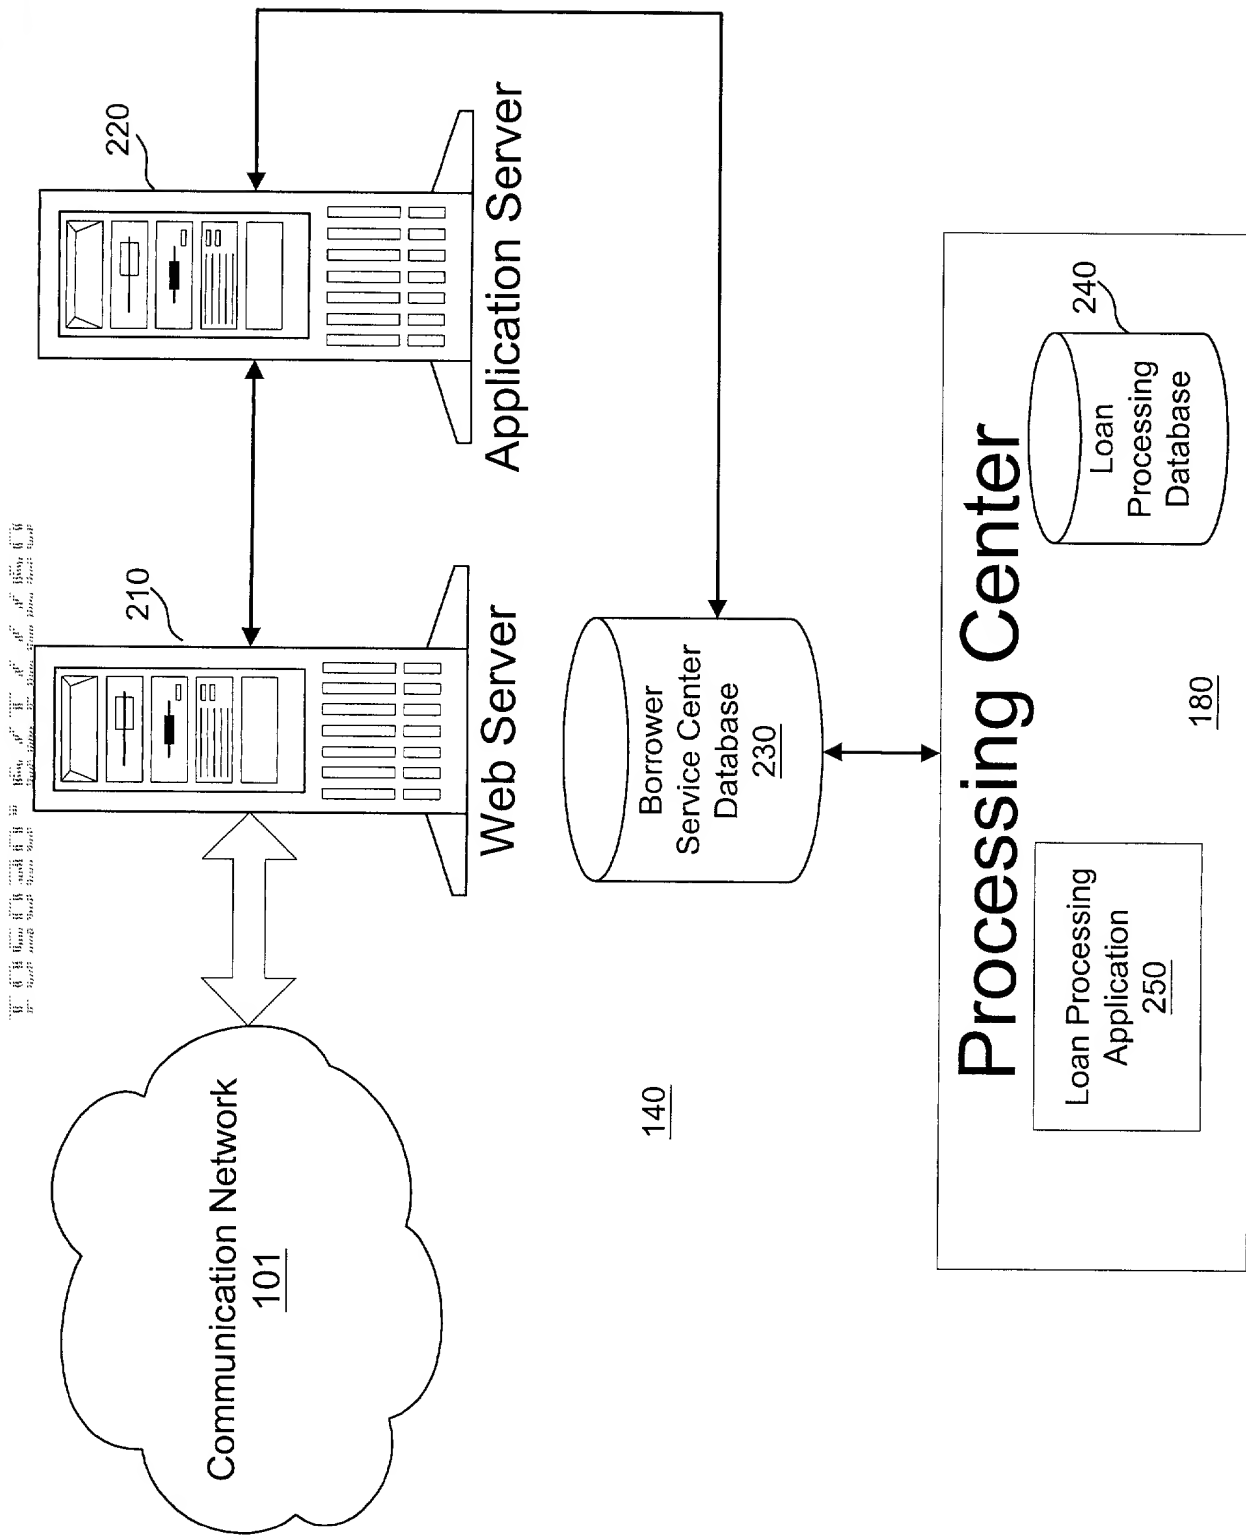 Communication Network
101
210
Web Server
220
Application Server
140
Borrower
Service Center
Database
230
Processing Center
Loan Processing
Application
250
180
240
Loan
Processing
Database